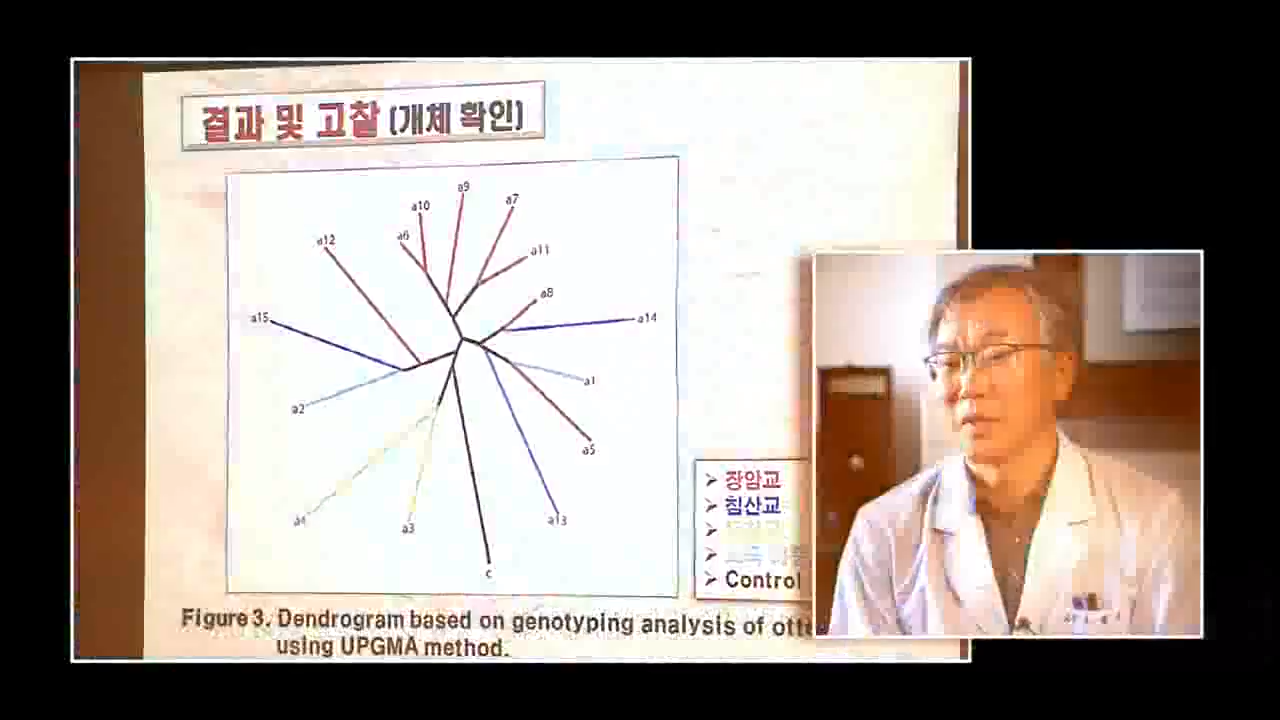 결과 및 고찰 (개체 확인)
a9
a10
a7
a6
a12
a11
a8
a15
a14
a1
a2
a5
a4
a3
a13
c
➢ 장암교
➢ 침산교
➢ Control
Figure 3. Dendrogram based on genotyping analysis of
using UPGMA method.